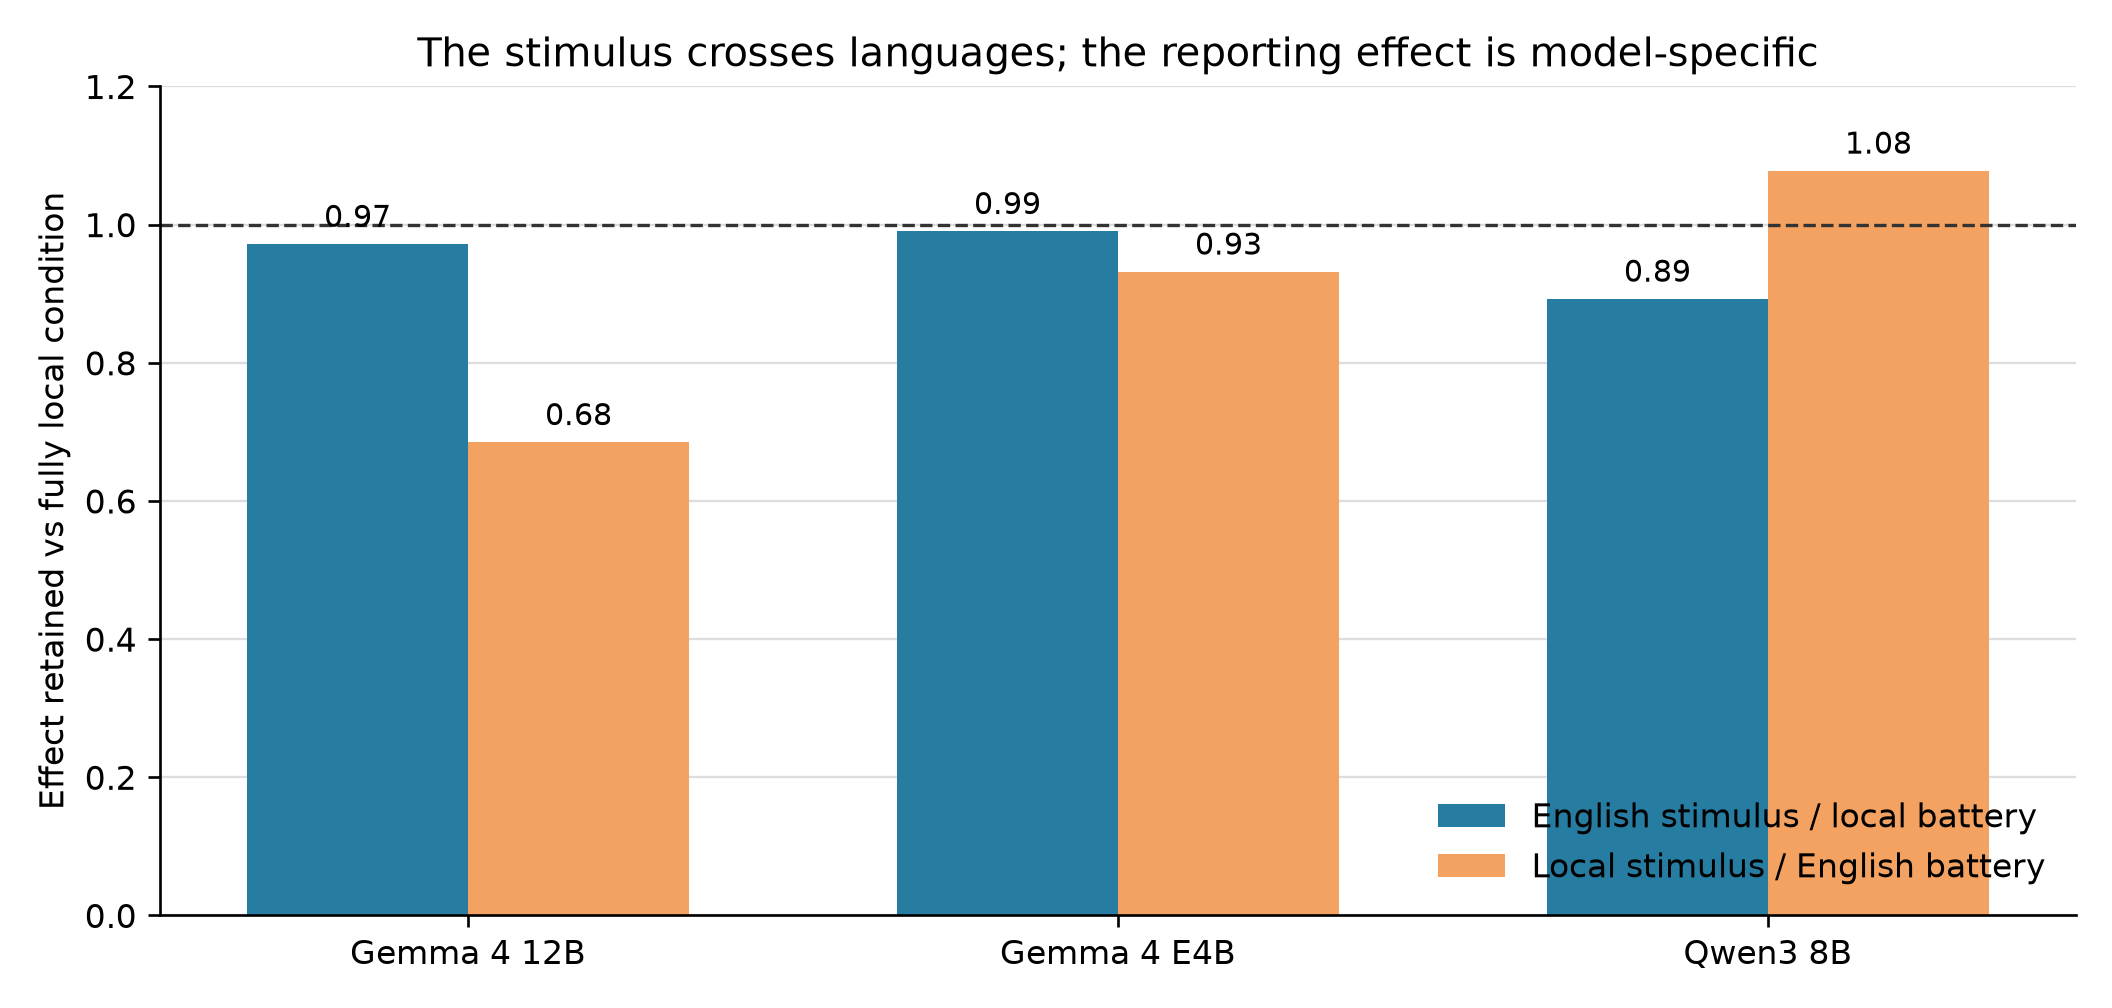 The stimulus crosses languages; the reporting effect is model-specific
Effect retained vs fully local condition
1.2
1.0
0.8
0.6
0.4
0.2
0.0
0.97
0.68
0.99
0.93
0.89
1.08
English stimulus / local battery
Local stimulus / English battery
Gemma 4 12B
Gemma 4 E4B
Qwen3 8B